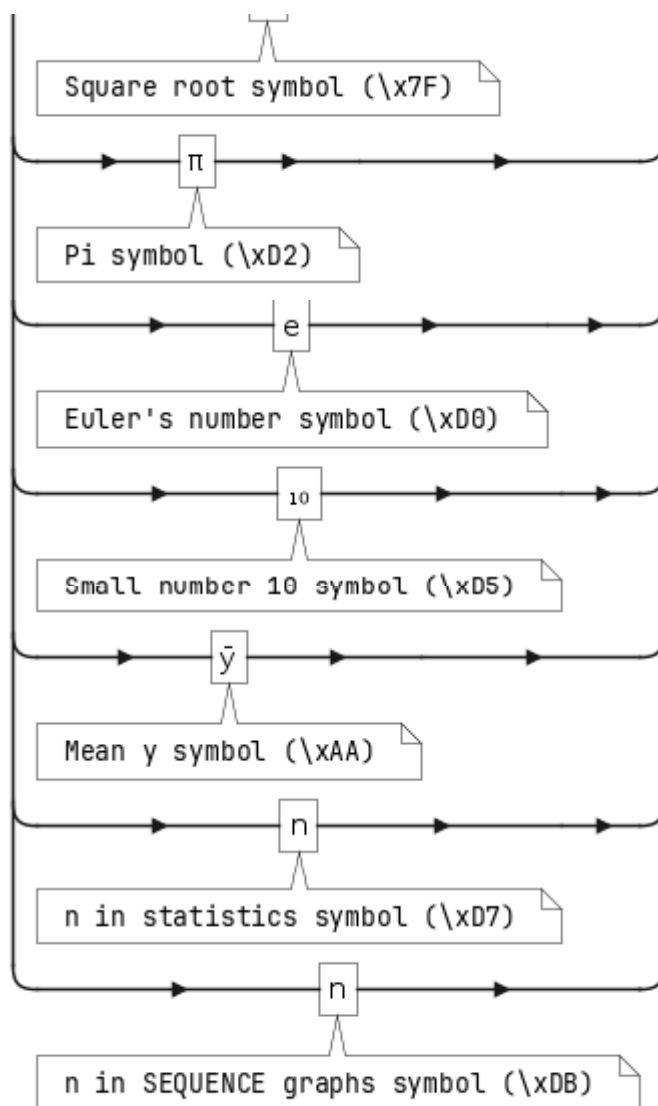 Square root symbol (\x7F)
π
Pi symbol (\xD2)
e
Euler's number symbol (\xD0)
₁₀
Small number 10 symbol (\xD5)
ȳ
Mean y symbol (\xAA)
n
n in statistics symbol (\xD7)
n
n in SEQUENCE graphs symbol (\xDB)